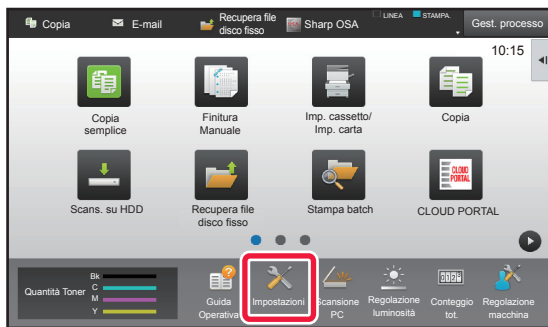 Copia
E-mail
Recupera file
disco fisso
Sharp OSA
LINEA
STAMPA.
Gest. processo
10:15
Copia
semplice
Finitura
Manuale
Imp. cassetto/
Imp. carta
Copia
CLOUD
PORTAL
Scans. su HDD
Recupera file
disco fisso
Stampa batch
CLOUD PORTAL
Quantità Toner
Bk
C
M
Y
Guida
Operativa
Impostazioni
Scansione
PC
Regolazione
luminosità
Conteggio
tot.
Regolazione
macchina